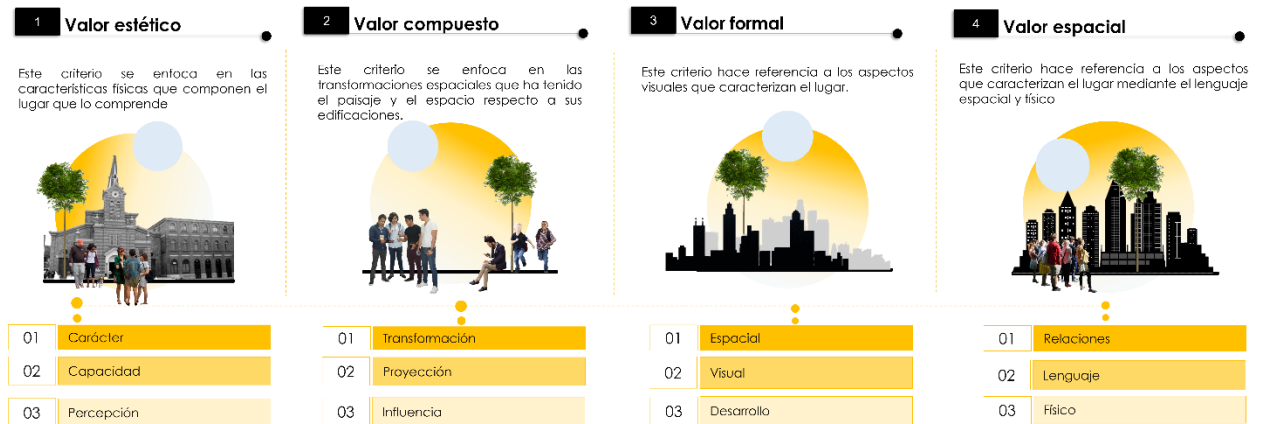 1
Valor estético
Este criterio se enfoca en las
características físicas que componen el
lugar que lo comprende
01 Carácter
02 Capacidad
03 Percepción
2
Valor compuesto
Este criterio se enfoca en las
transformaciones espaciales que ha tenido
el paisaje y el espacio respecto a sus
edificaciones.
01 Transformación
02 Proyección
03 Influencia
3
Valor formal
Este criterio hace referencia a los aspectos
visuales que caracterizan el lugar.
01 Espacial
02 Visual
03 Desarrollo
4
Valor espacial
Este criterio hace referencia a los aspectos
que caracterizan el lugar mediante el lenguaje
espacial y físico
01 Relaciones
02 Lenguaje
03 Físico